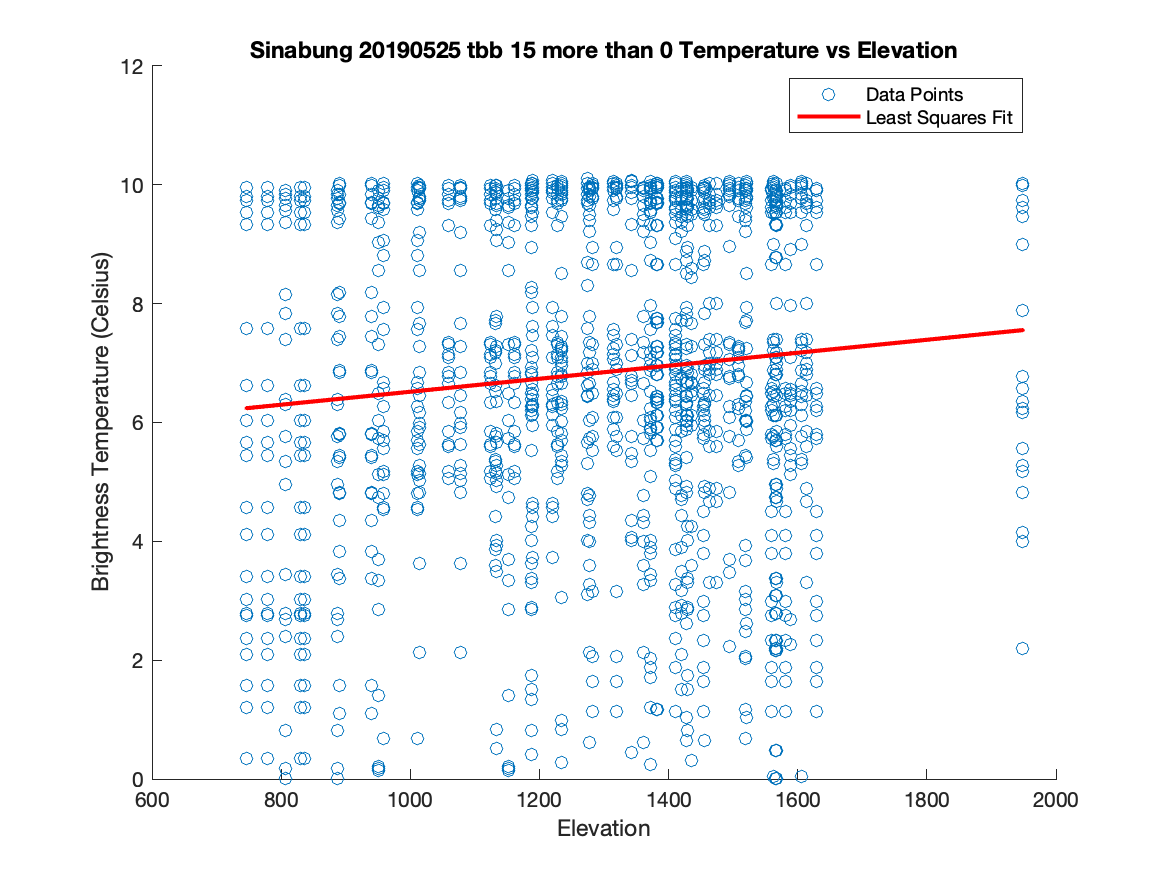 Sinabung 20190525 tbb 15 more than 0 Temperature vs Elevation
Data Points
Least Squares Fit
Brightness Temperature (Celsius)
12
10
8
6
4
2
0
600 800 1000 1200 1400 1600 1800 2000
Elevation